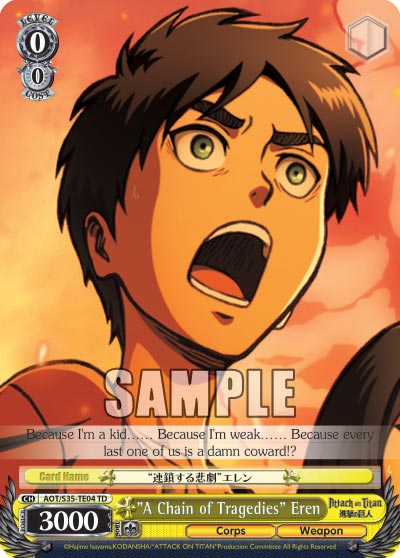 LEVEL
0
0
COST
SAMPLE
Because I'm a kid…… Because I'm weak…… Because every
last one of us is a damn coward!?
Card Name
"連鎖する悲劇"エレン
CH AOT/S35-TE04 TD
"A Chain of Tragedies" Eren
Attack on Titan
進撃の巨人
POWER
3000
SOUL
Corps
Weapon
©Hajime Isayama,KODANSHA/"ATTACK ON TITAN"Production Committee. All Rights Reserved.